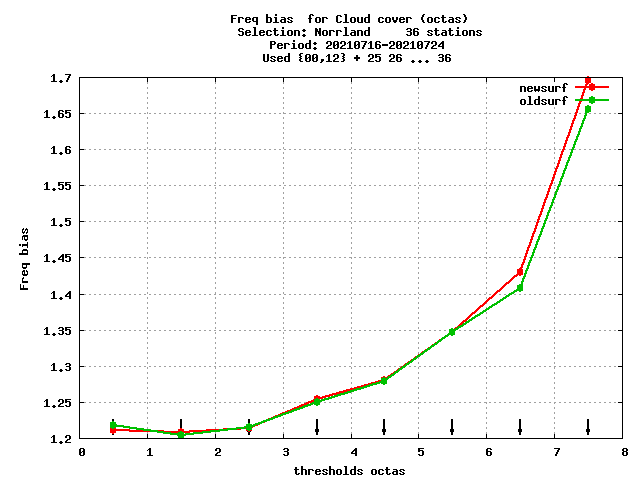 Freq bias  for Cloud cover (octas)
Selection: Norrland     36 stations
Period: 20210716-20210724
Used {00,12} + 25 26 ... 36
newsurf
oldsurf
1.7
1.65
1.6
1.55
1.5
1.45
1.4
1.35
1.3
1.25
1.2
Freq bias
0 1 2 3 4 5 6 7 8
thresholds octas